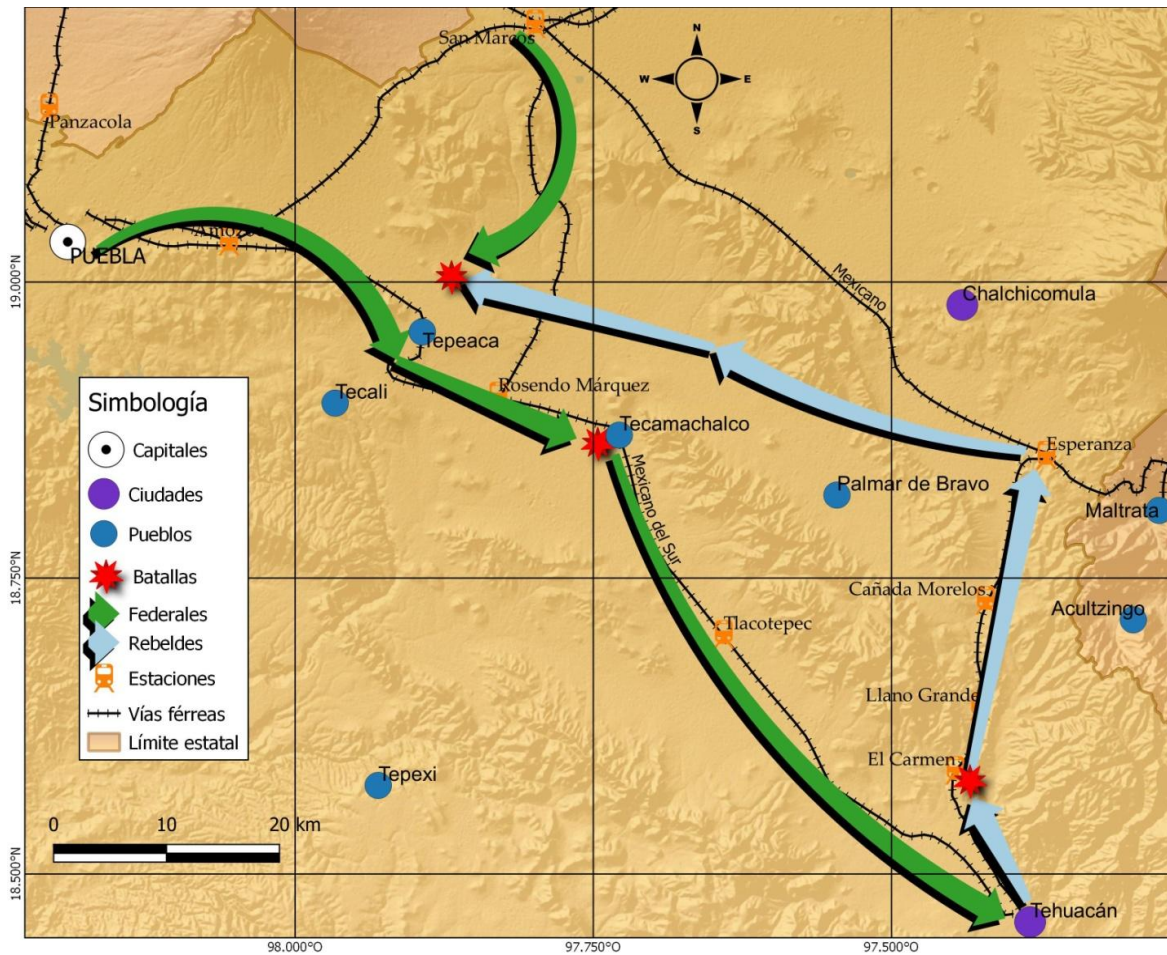 San Marcos
N
W
E
S
Panzacola
Amozoc
PUEBLA
19.000°N
Mexicano
Chalchicomula
Tepeaca
Rosendo Márquez
Tecali
Tecamachalco
Esperanza
Simbología
Capitales
Ciudades
Pueblos
Batallas
Federales
Rebeldes
Estaciones
Vías férreas
Límite estatal
Palmar de Bravo
Maltrata
Mexicano del Sur
18.750°N
Cañada Morelos
Acultzingo
Tlacotepec
Llano Grande
El Carmen
Tepexi
0 10 20 km
18.500°N
Tehuacán
98.000°O
97.750°O
97.500°O